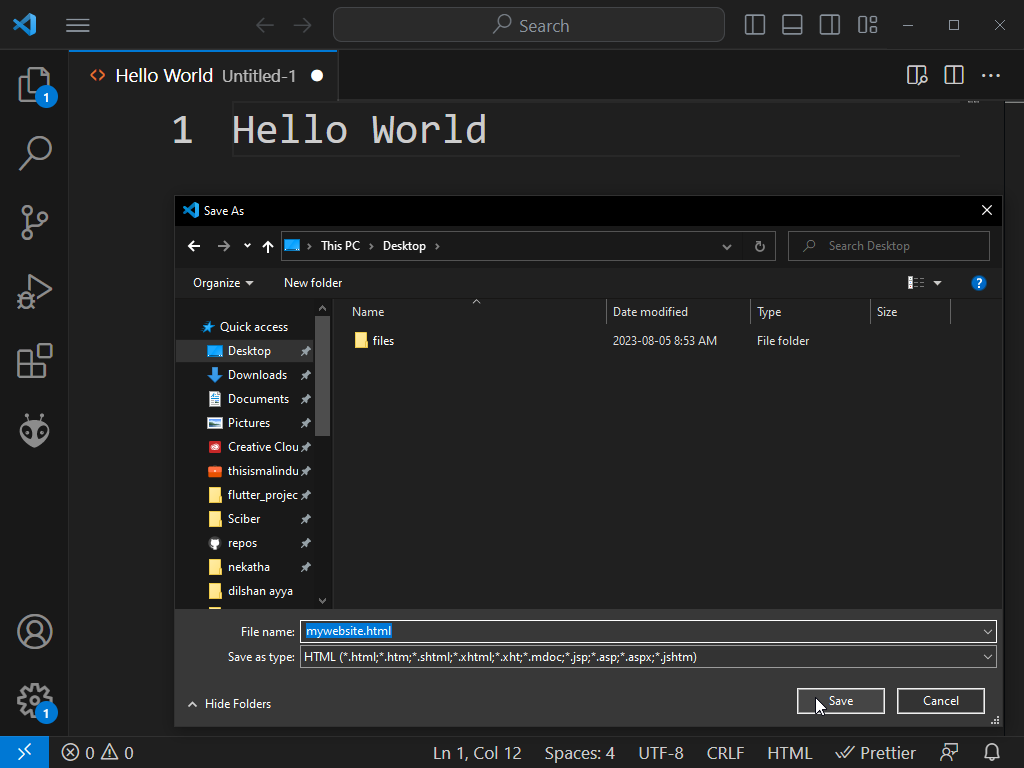 Search
Hello World Untitled-1
1 Hello World
1
Save As
This PC Desktop
Search Desktop
Organize New folder
?
Name Date modified Type Size
Quick access
files 2023-08-05 8:53 AM File folder
Desktop
Downloads
Documents
Pictures
Creative Clou
thisismalindu
flutter_projec
Sciber
repos
nekatha
dilshan ayya
File name: mywebsite.html
Save as type: HTML (*.html;*.htm;*.shtml;*.xhtml;*.xht;*.mdoc;*.jsp;*.asp;*.aspx;*.jshtm)
Hide Folders Save Cancel
1
0 0 Ln 1, Col 12 Spaces: 4 UTF-8 CRLF HTML Prettier